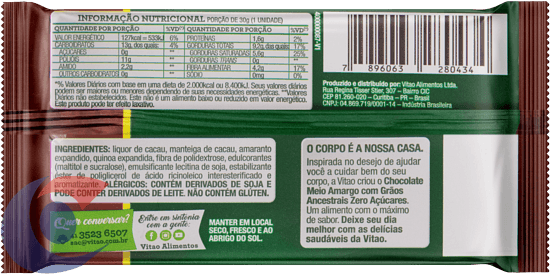 INFORMAÇÃO NUTRICIONAL PORÇÃO DE 30g (1 UNIDADE)
QUANTIDADE POR PORÇÃO %VD** QUANTIDADE POR PORÇÃO %VD**
VALOR ENERGÉTICO 127kcal = 533kJ 6% PROTEÍNAS 1,6g 2%
CARBOIDRATOS 13g, dos quais: 4% GORDURAS TOTAIS 9,2g, das quais: 17%
AÇÚCARES 0g GORDURAS SATURADAS 5,6g 25%
POLIÓIS 11g GORDURAS TRANS 0g **
AMIDO 2,2g FIBRA ALIMENTAR 4,2g 17%
OUTROS CARBOIDRATOS 0g SÓDIO 0mg 0%
*% Valores Diários com base em uma dieta de 2.000kcal ou 8.400kJ. Seus valores diários
podem ser maiores ou menores dependendo de suas necessidades energéticas. **Valores
Diários não estabelecidos. Este não é um alimento baixo ou reduzido em valor energético.
Este produto pode ter efeito laxativo.
7 896063 280434
Produzido e distribuído por: Vitao Alimentos Ltda.
Rua Regina Tisser Stier, 307 – Bairro CIC
CEP 81.260-020 – Curitiba – PR – Brasil
CNPJ: 04.869.719/0001-14 – Indústria Brasileira
INGREDIENTES: liquor de cacau, manteiga de cacau, amaranto
expandido, quinoa expandida, fibra de polidextrose, edulcorantes
(maltitol e sucralose), emulsificante lecitina de soja, estabilizante
éster de poliglicerol de ácido ricinoleico interesterificado e
aromatizante. ALÉRGICOS: CONTÉM DERIVADOS DE SOJA E
PODE CONTER DERIVADOS DE LEITE. NÃO CONTÉM GLÚTEN.
O CORPO É A NOSSA CASA.
Inspirada no desejo de ajudar
você a cuidar bem do seu
corpo, a Vitao criou o Chocolate
Meio Amargo com Grãos
Ancestrais Zero Açúcares.
Um alimento com o máximo
de sabor. Deixe seu dia
melhor com as delícias
saudáveis da Vitao.
Quer conversar?
3523 6507
sac@vitao.com.br
Entre em sintonia
com a gente:
Vitao Alimentos
MANTER EM LOCAL
SECO, FRESCO E AO
ABRIGO DO SOL.